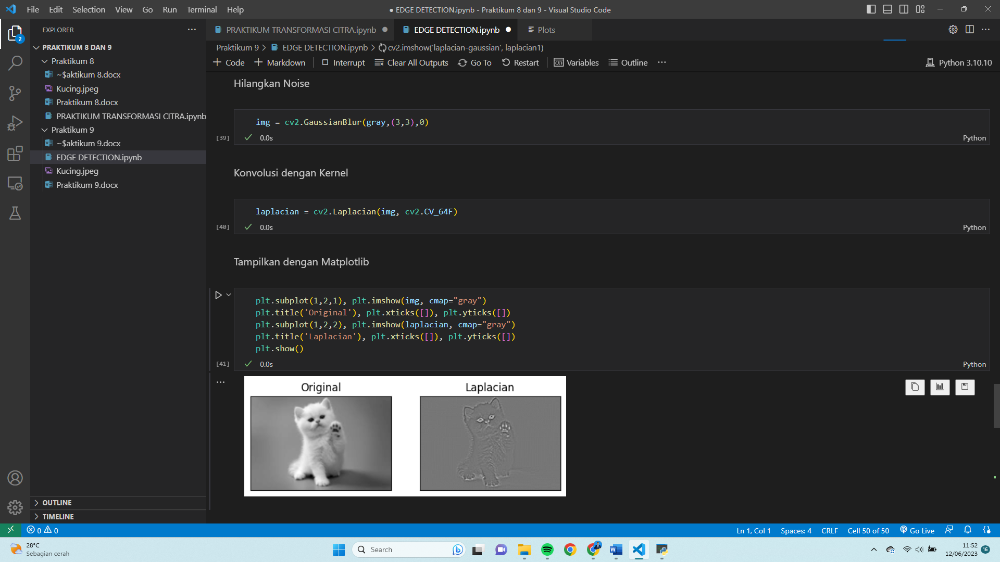 File Edit Selection View Go Run Terminal Help
● EDGE DETECTION.ipynb - Praktikum 8 dan 9 - Visual Studio Code
EXPLORER
PRAKTIKUM TRANSFORMASI CITRA.ipynb
EDGE DETECTION.ipynb
Plots
2
PRAKTIKUM 8 DAN 9
Praktikum 8
~$aktikum 8.docx
Kucing.jpeg
Praktikum 8.docx
PRAKTIKUM TRANSFORMASI CITRA.ipynb
Praktikum 9
~$aktikum 9.docx
EDGE DETECTION.ipynb
Kucing.jpeg
Praktikum 9.docx
OUTLINE
TIMELINE
Praktikum 9 > EDGE DETECTION.ipynb > cv2.imshow('laplacian-gaussian', laplacian1)
+ Code + Markdown Interrupt Clear All Outputs Go To Restart Variables Outline ... Python 3.10.10
Hilangkan Noise
img = cv2.GaussianBlur(gray,(3,3),0)
[39] 0.0s Python
Konvolusi dengan Kernel
laplacian = cv2.Laplacian(img, cv2.CV_64F)
[40] 0.0s Python
Tampilkan dengan Matplotlib
plt.subplot(1,2,1), plt.imshow(img, cmap="gray")
plt.title('Original'), plt.xticks([]), plt.yticks([])
plt.subplot(1,2,2), plt.imshow(laplacian, cmap="gray")
plt.title('Laplacian'), plt.xticks([]), plt.yticks([])
plt.show()
[41] 0.0s Python
Original Laplacian
0 0
Ln 1, Col 1 Spaces: 4 CRLF Cell 50 of 50 Go Live
28°C
Sebagian cerah
Search
11:52
12/06/2023
16